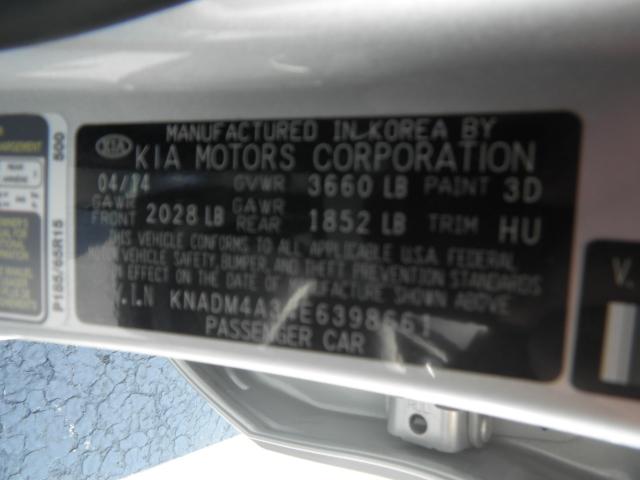 MANUFACTURED IN KOREA BY
KIA KIA MOTORS CORPORATION
04/14 GVWR 3660 LB PAINT 3D
GAWR FRONT 2028 LB GAWR REAR 1852 LB TRIM HU
THIS VEHICLE CONFORMS TO ALL APPLICABLE U.S.A. FEDERAL
VEHICLE SAFETY, BUMPER, AND THEFT PREVENTION STANDARDS
IN EFFECT ON THE DATE OF MANUFACTURE SHOWN ABOVE.
V.I.N
PASSENGER CAR
P185/65R15
500
V.